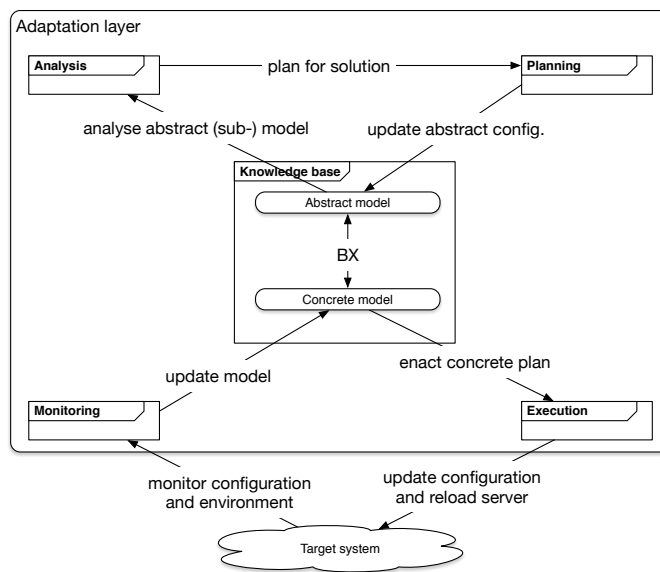 Adaptation layer
Analysis
plan for solution
Planning
analyse abstract (sub-) model
update abstract config.
Knowledge base
Abstract model
BX
Concrete model
enact concrete plan
update model
Monitoring
Execution
monitor configuration
and environment
update configuration
and reload server
Target system